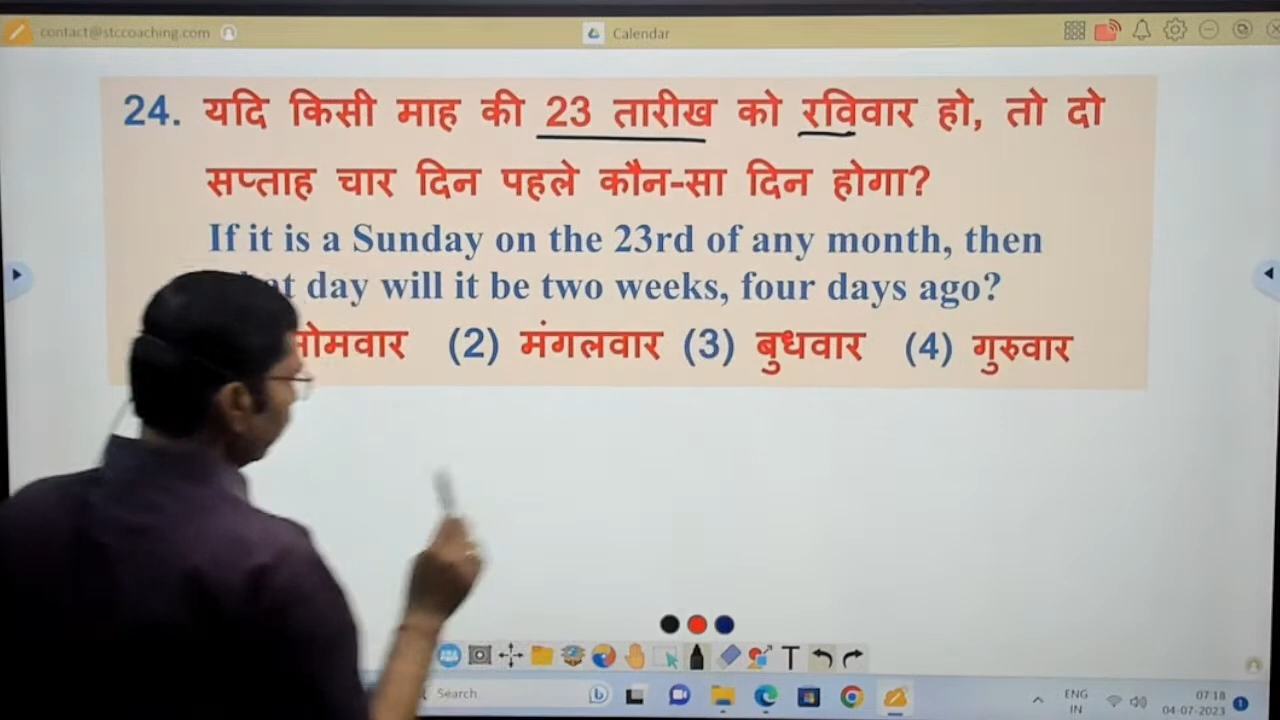 contact@stccoaching.com
Calendar
24. यदि किसी माह की 23 तारीख को रविवार हो, तो दो
सप्ताह चार दिन पहले कौन-सा दिन होगा?
If it is a Sunday on the 23rd of any month, then
day will it be two weeks, four days ago?
(2) मंगलवार (3) बुधवार (4) गुरुवार
T
Search
ENG
IN
07:18
04-07-2023